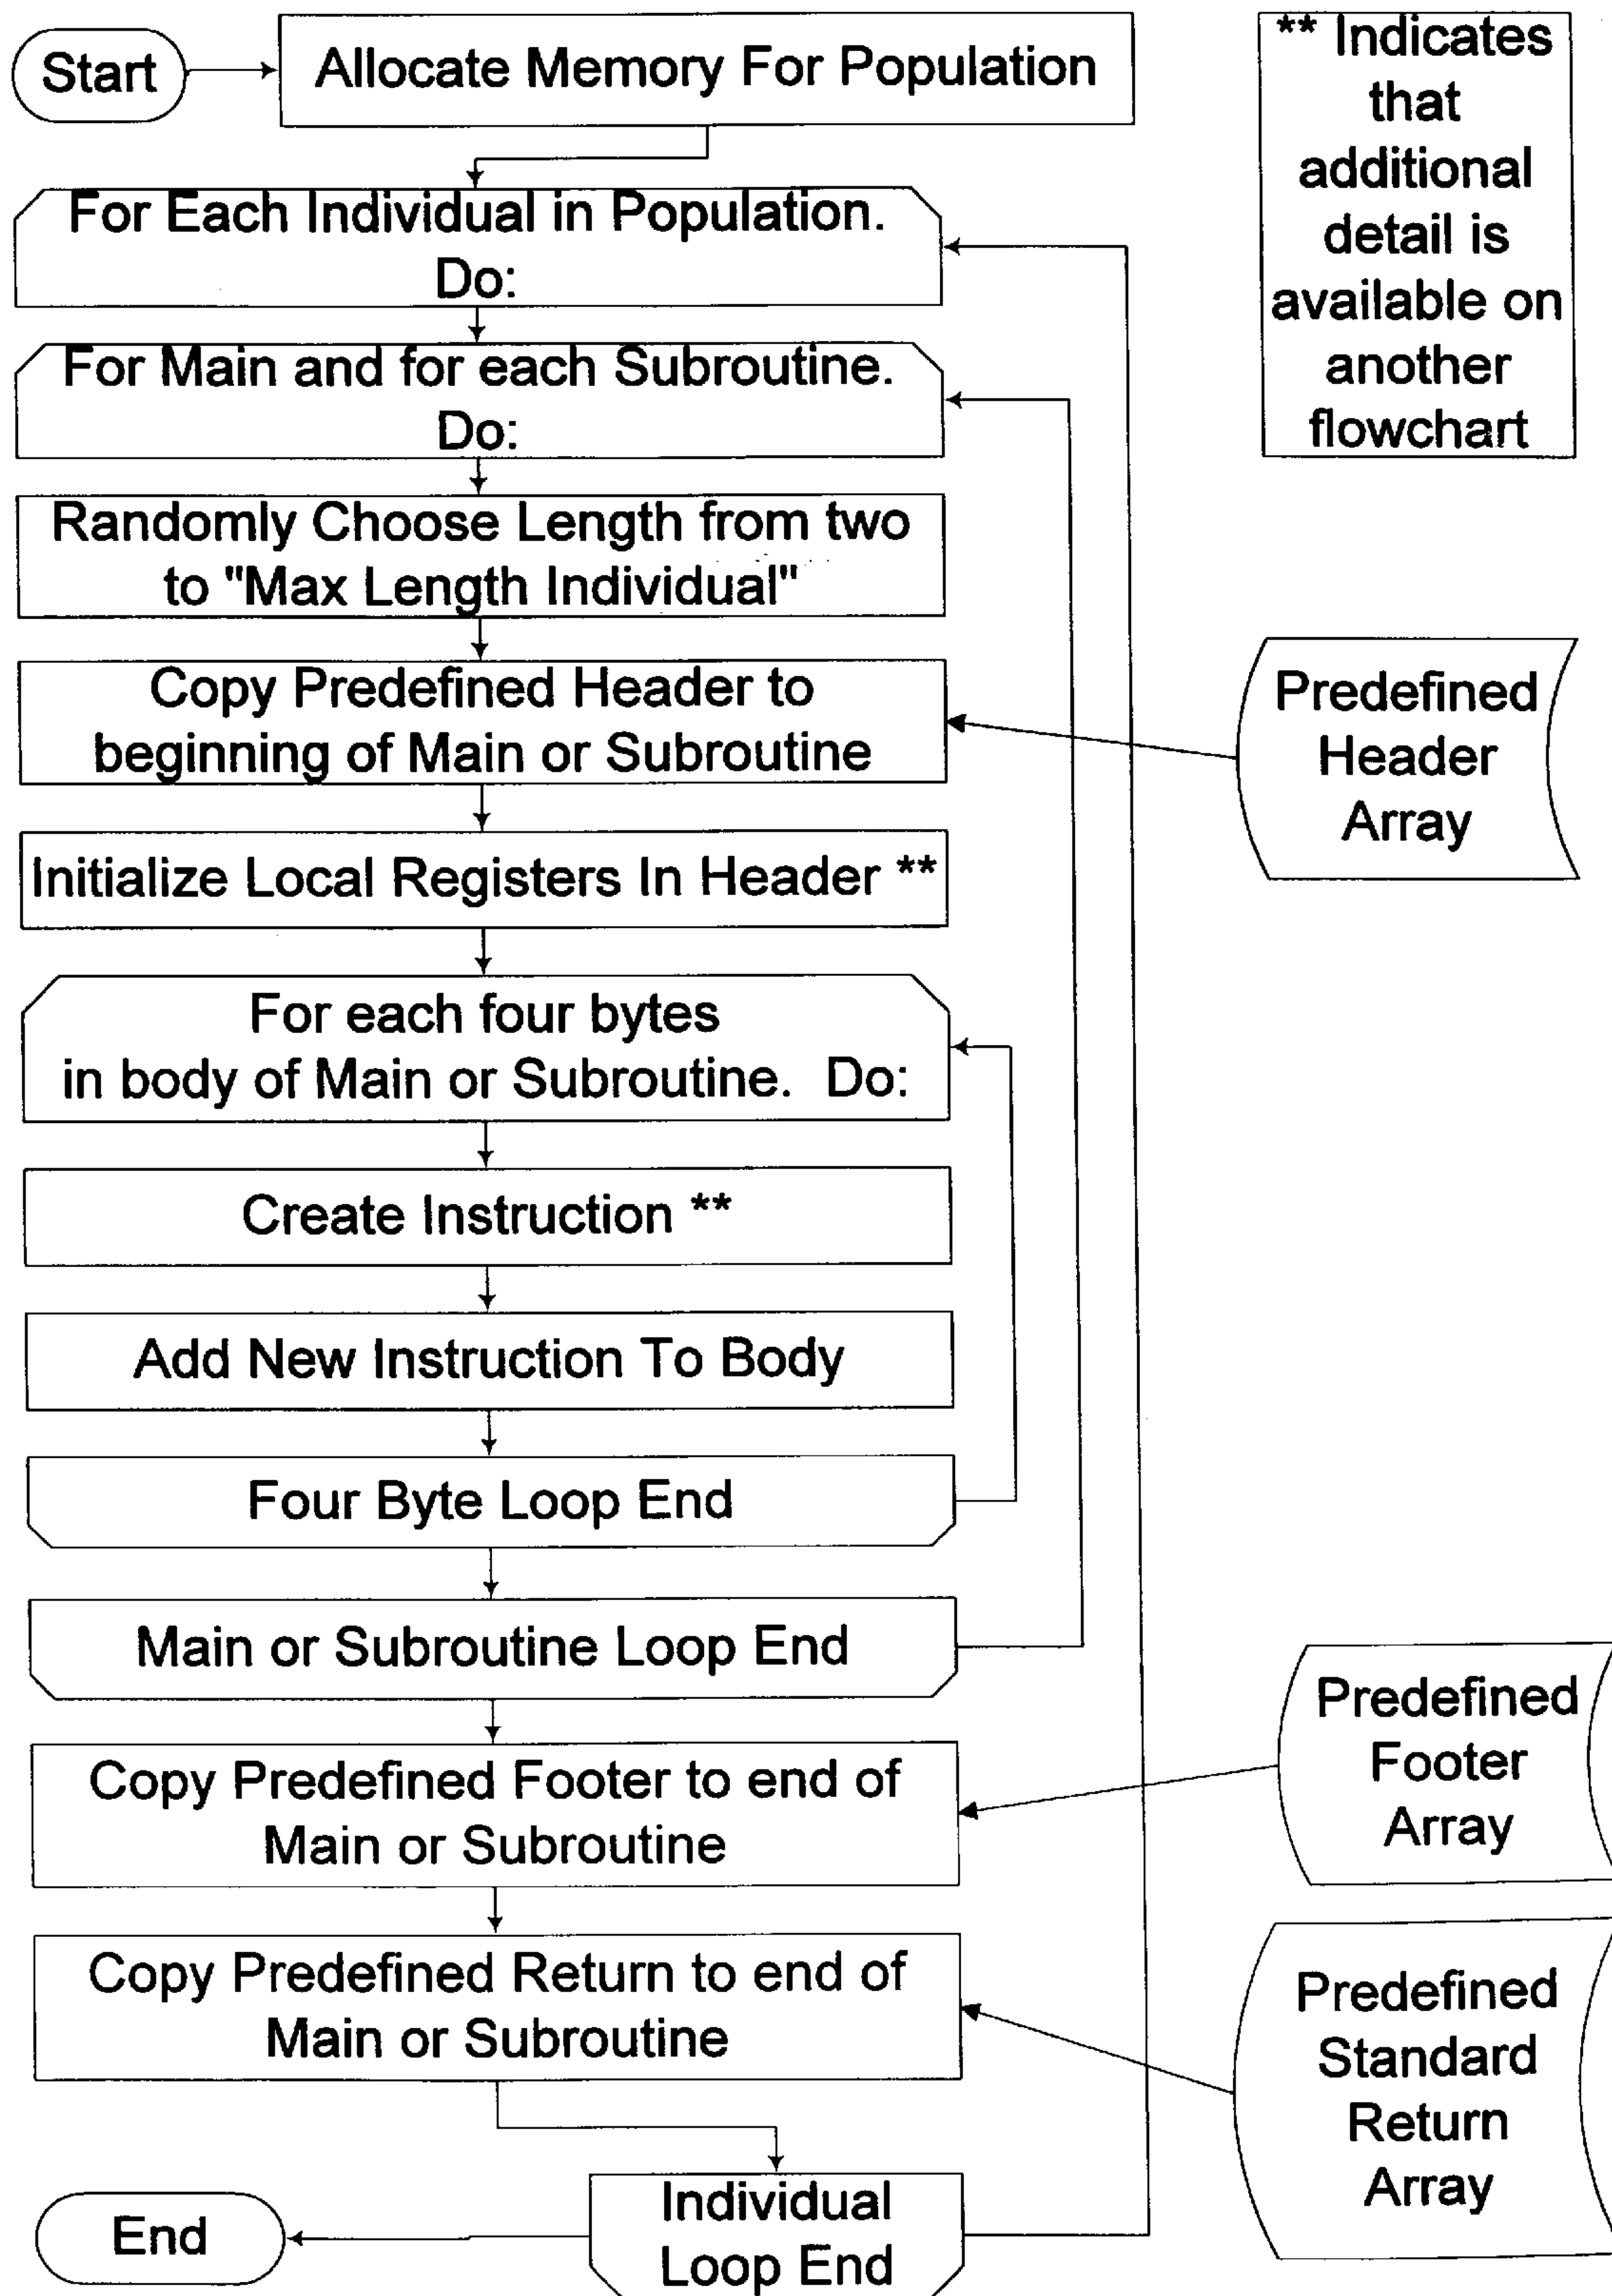 Start
Allocate Memory For Population
** Indicates
that
additional
detail is
available on
another
flowchart
For Each Individual in Population.
Do:
For Main and for each Subroutine.
Do:
Randomly Choose Length from two
to "Max Length Individual"
Copy Predefined Header to
beginning of Main or Subroutine
Predefined
Header
Array
Initialize Local Registers In Header **
For each four bytes
in body of Main or Subroutine.  Do:
Create Instruction **
Add New Instruction To Body
Four Byte Loop End
Main or Subroutine Loop End
Copy Predefined Footer to end of
Main or Subroutine
Predefined
Footer
Array
Copy Predefined Return to end of
Main or Subroutine
Predefined
Standard
Return
Array
Individual
Loop End
End